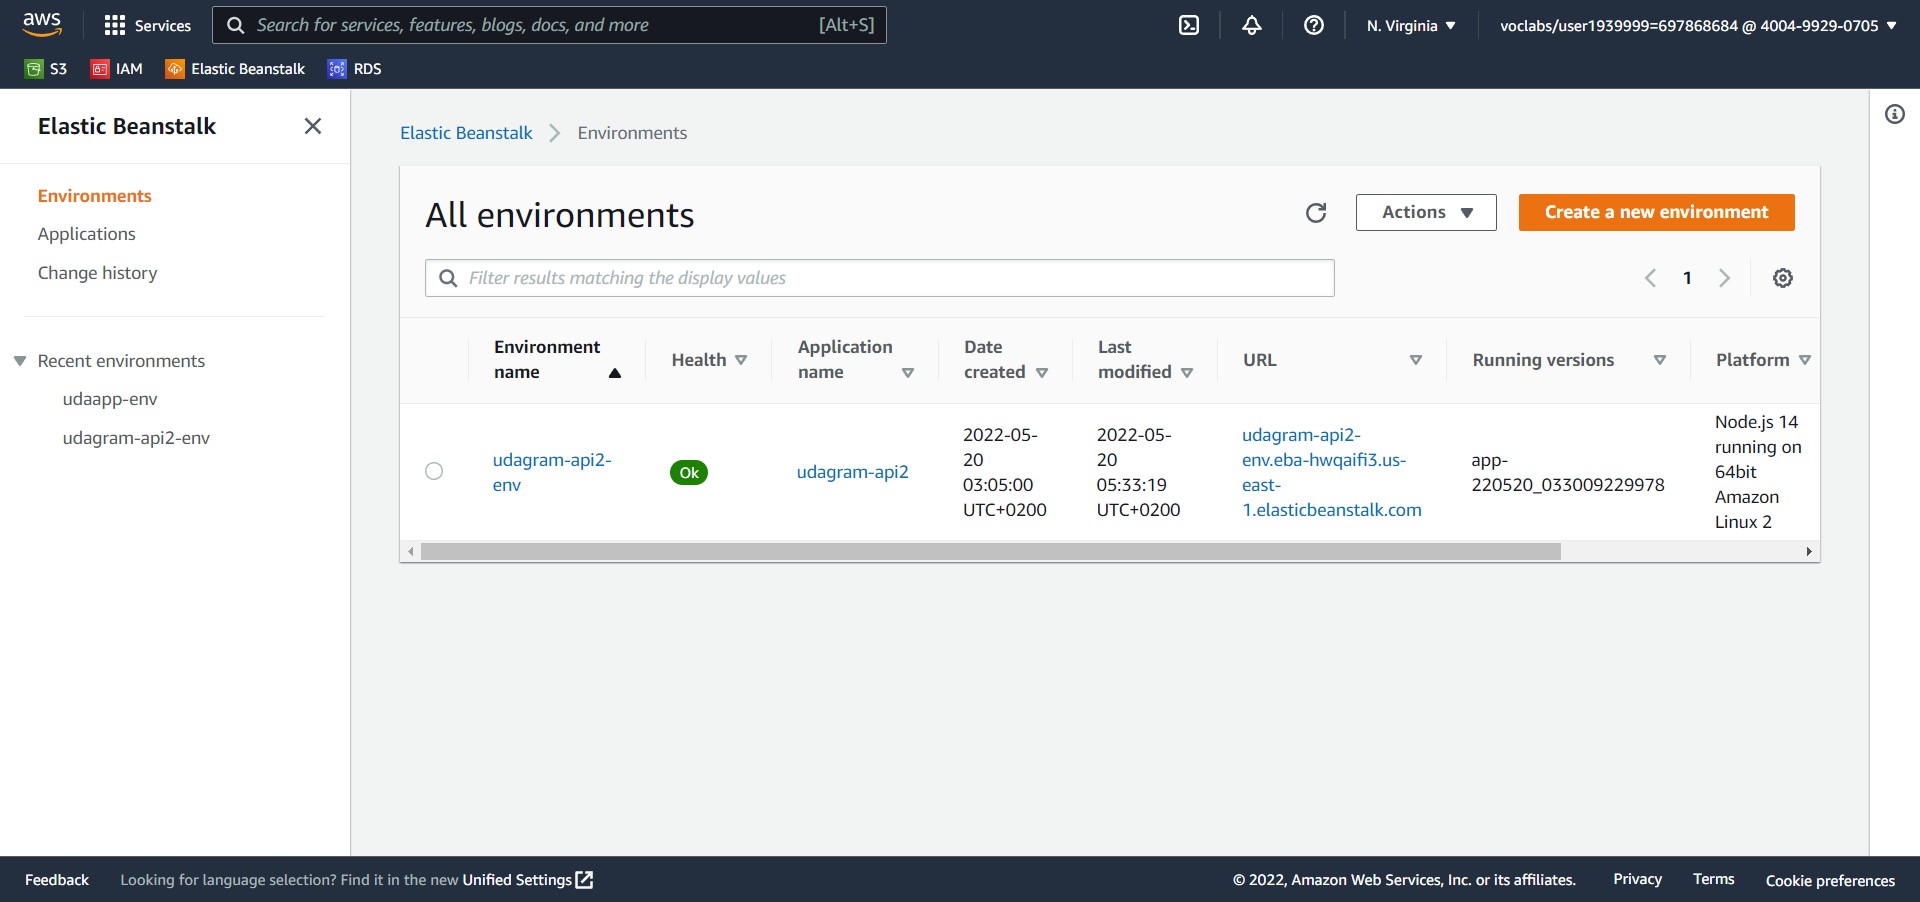 aws
Services
Search for services, features, blogs, docs, and more
[Alt+S]
N. Virginia
voclabs/user1939999=697868684 @ 4004-9929-0705
S3
IAM
Elastic Beanstalk
RDS
Elastic Beanstalk
Environments
Applications
Change history
Recent environments
udaapp-env
udagram-api2-env
Elastic Beanstalk
Environments
All environments
Actions
Create a new environment
Filter results matching the display values
1
Environment
name
Health
Application
name
Date
created
Last
modified
URL
Running versions
Platform
udagram-api2-
env
Ok
udagram-api2
2022-05-
20
03:05:00
UTC+0200
2022-05-
20
05:33:19
UTC+0200
udagram-api2-
env.eba-hwqaifi3.us-
east-
1.elasticbeanstalk.com
app-
220520_033009229978
Node.js 14
running on
64bit
Amazon
Linux 2
Feedback
Looking for language selection? Find it in the new Unified Settings
© 2022, Amazon Web Services, Inc. or its affiliates.
Privacy
Terms
Cookie preferences